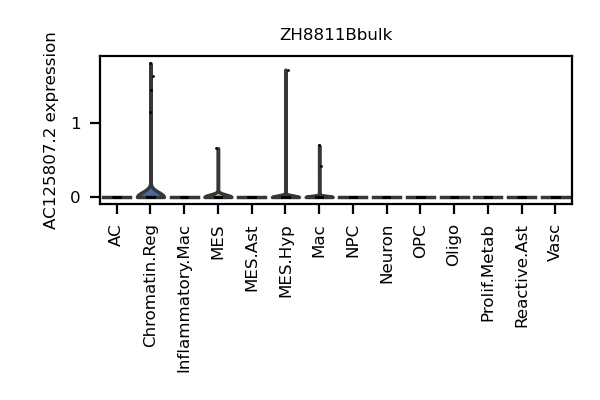 ZH8811Bbulk
AC125807.2 expression
1
0
AC
Chromatin.Reg
Inflammatory.Mac
MES
MES.Ast
MES.Hyp
Mac
NPC
Neuron
OPC
Oligo
Prolif.Metab
Reactive.Ast
Vasc